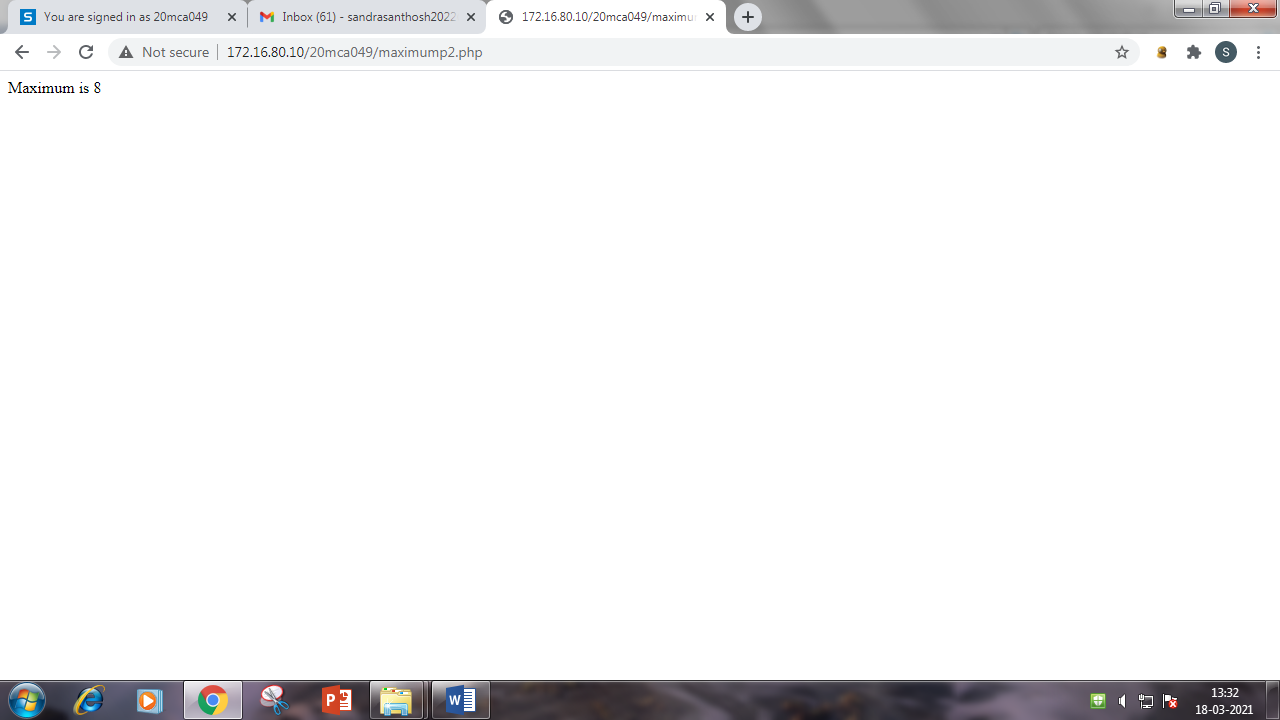 You are signed in as 20mca049
Inbox (61) - sandrasanthosh2022
172.16.80.10/20mca049/maximu
Not secure
172.16.80.10/20mca049/maximump2.php
S
Maximum is 8
13:32
18-03-2021